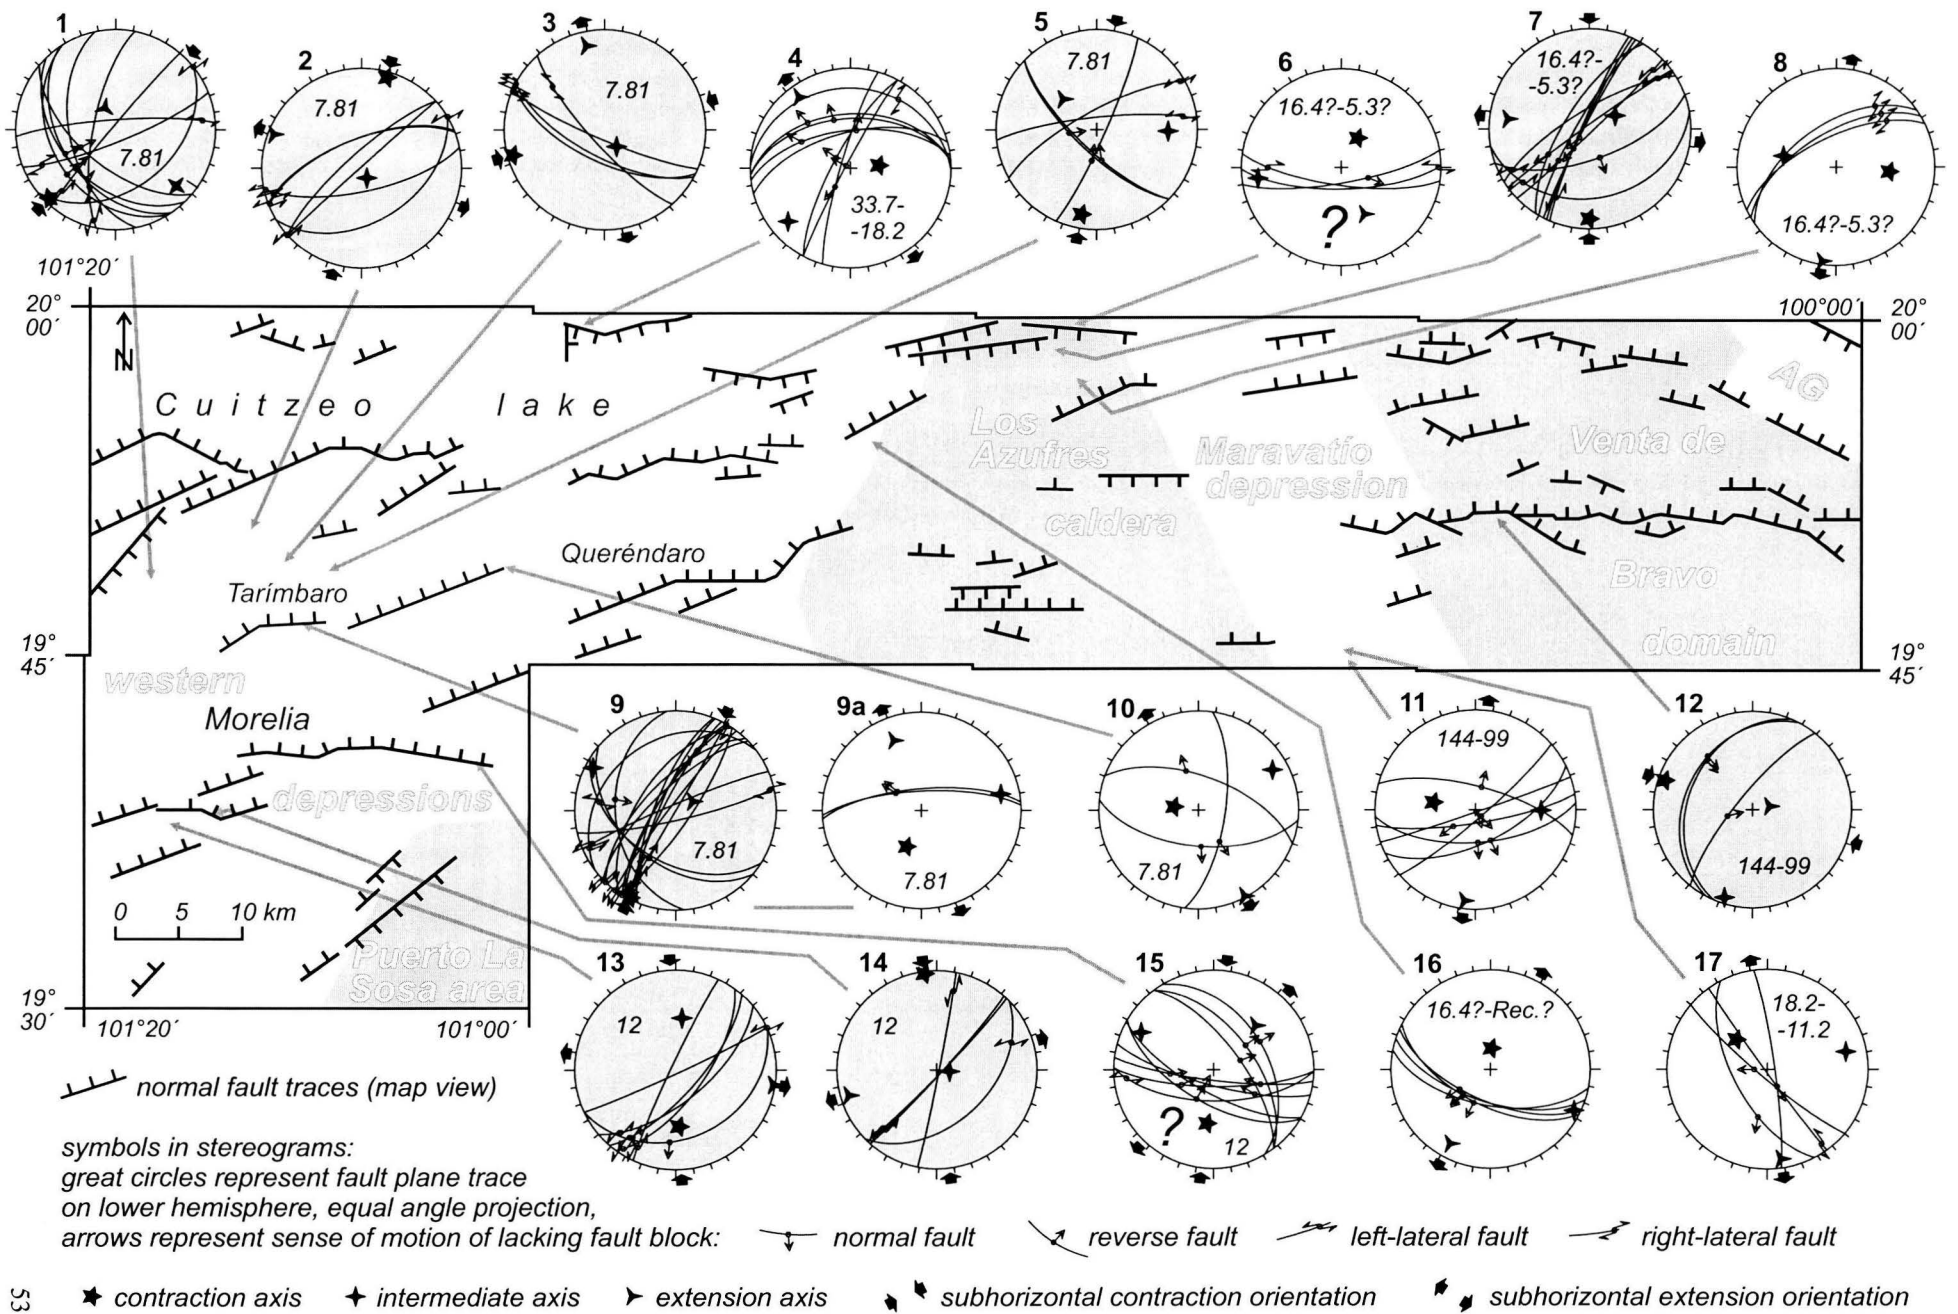 1
2
3
4
5
6
7
8
7.81
7.81
7.81
33.7-
-18.2
7.81
16.4?-5.3?
?
16.4?-
-5.3?
16.4?-5.3?
101°20´
20°
00´
N
100°00´
20°
00´
Cuitzeo lake
AG
Los
Azufres
caldera
Maravatío
depression
Venta de
Bravo
domain
Queréndaro
Tarímbaro
19°
45´
19°
45´
western
Morelia
depressions
9
9a
10
11
12
7.81
7.81
7.81
144-99
144-99
0 5 10 km
Puerto La
Sosa area
13
14
15
16
17
12
12
?
12
16.4?-Rec.?
18.2-
-11.2
19°
30´
101°20´
101°00´
normal fault traces (map view)
symbols in stereograms:
great circles represent fault plane trace
on lower hemisphere, equal angle projection,
arrows represent sense of motion of lacking fault block:
normal fault
reverse fault
left-lateral fault
right-lateral fault
contraction axis
intermediate axis
extension axis
subhorizontal contraction orientation
subhorizontal extension orientation
53